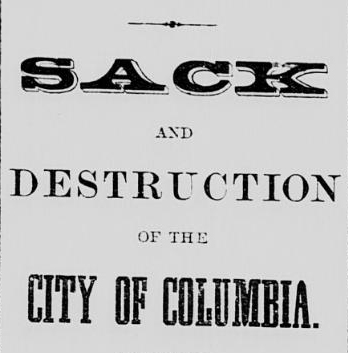 SACK
AND
DESTRUCTION
OF THE
CITY OF COLUMBIA.